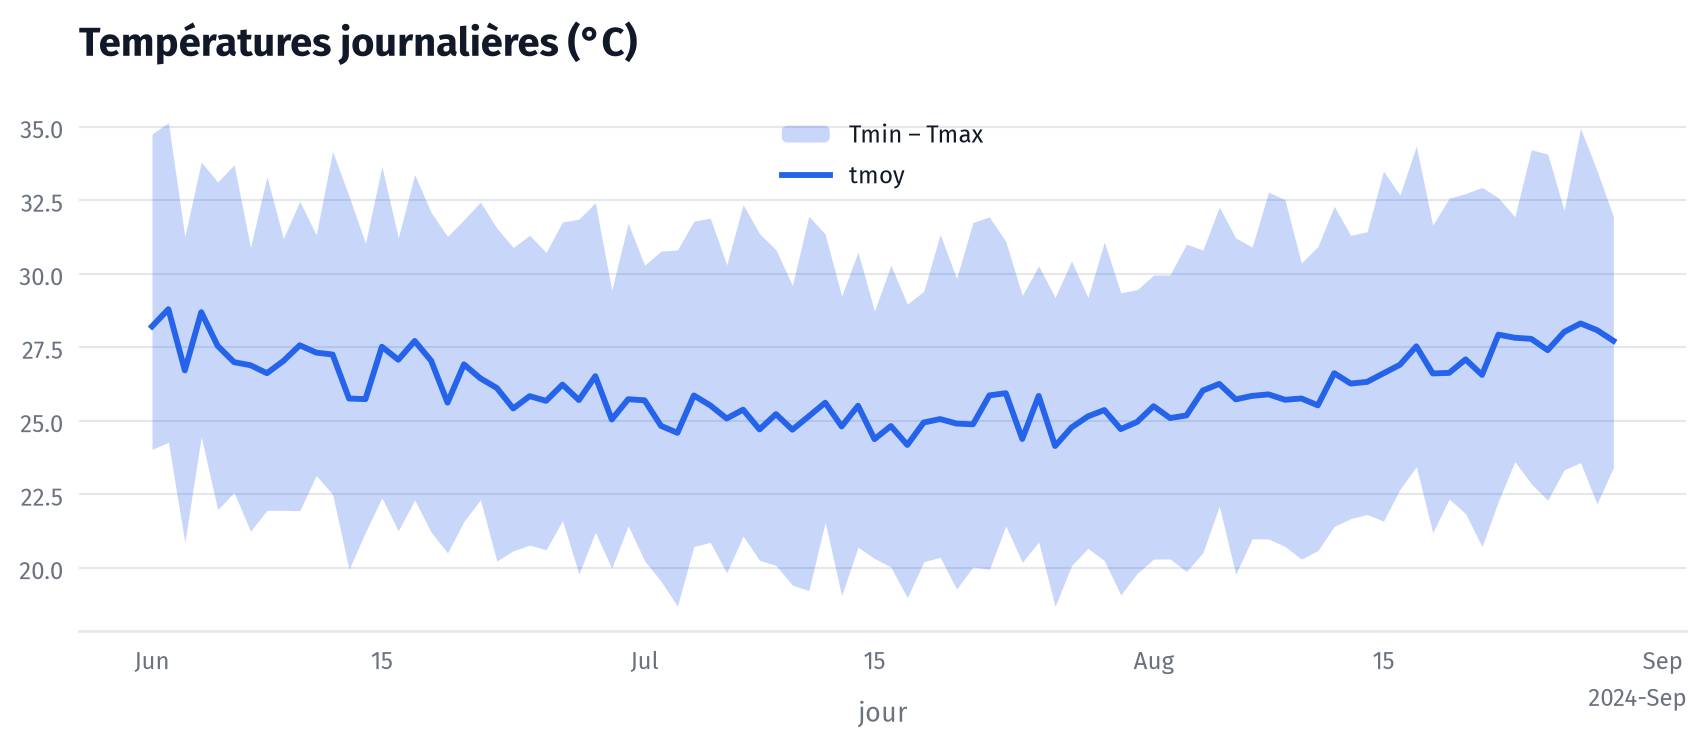 Températures journalières (°C)
Tmin – Tmax
tmoy
35.0
32.5
30.0
27.5
25.0
22.5
20.0
Jun 15 Jul 15 Aug 15 Sep
2024-Sep
jour